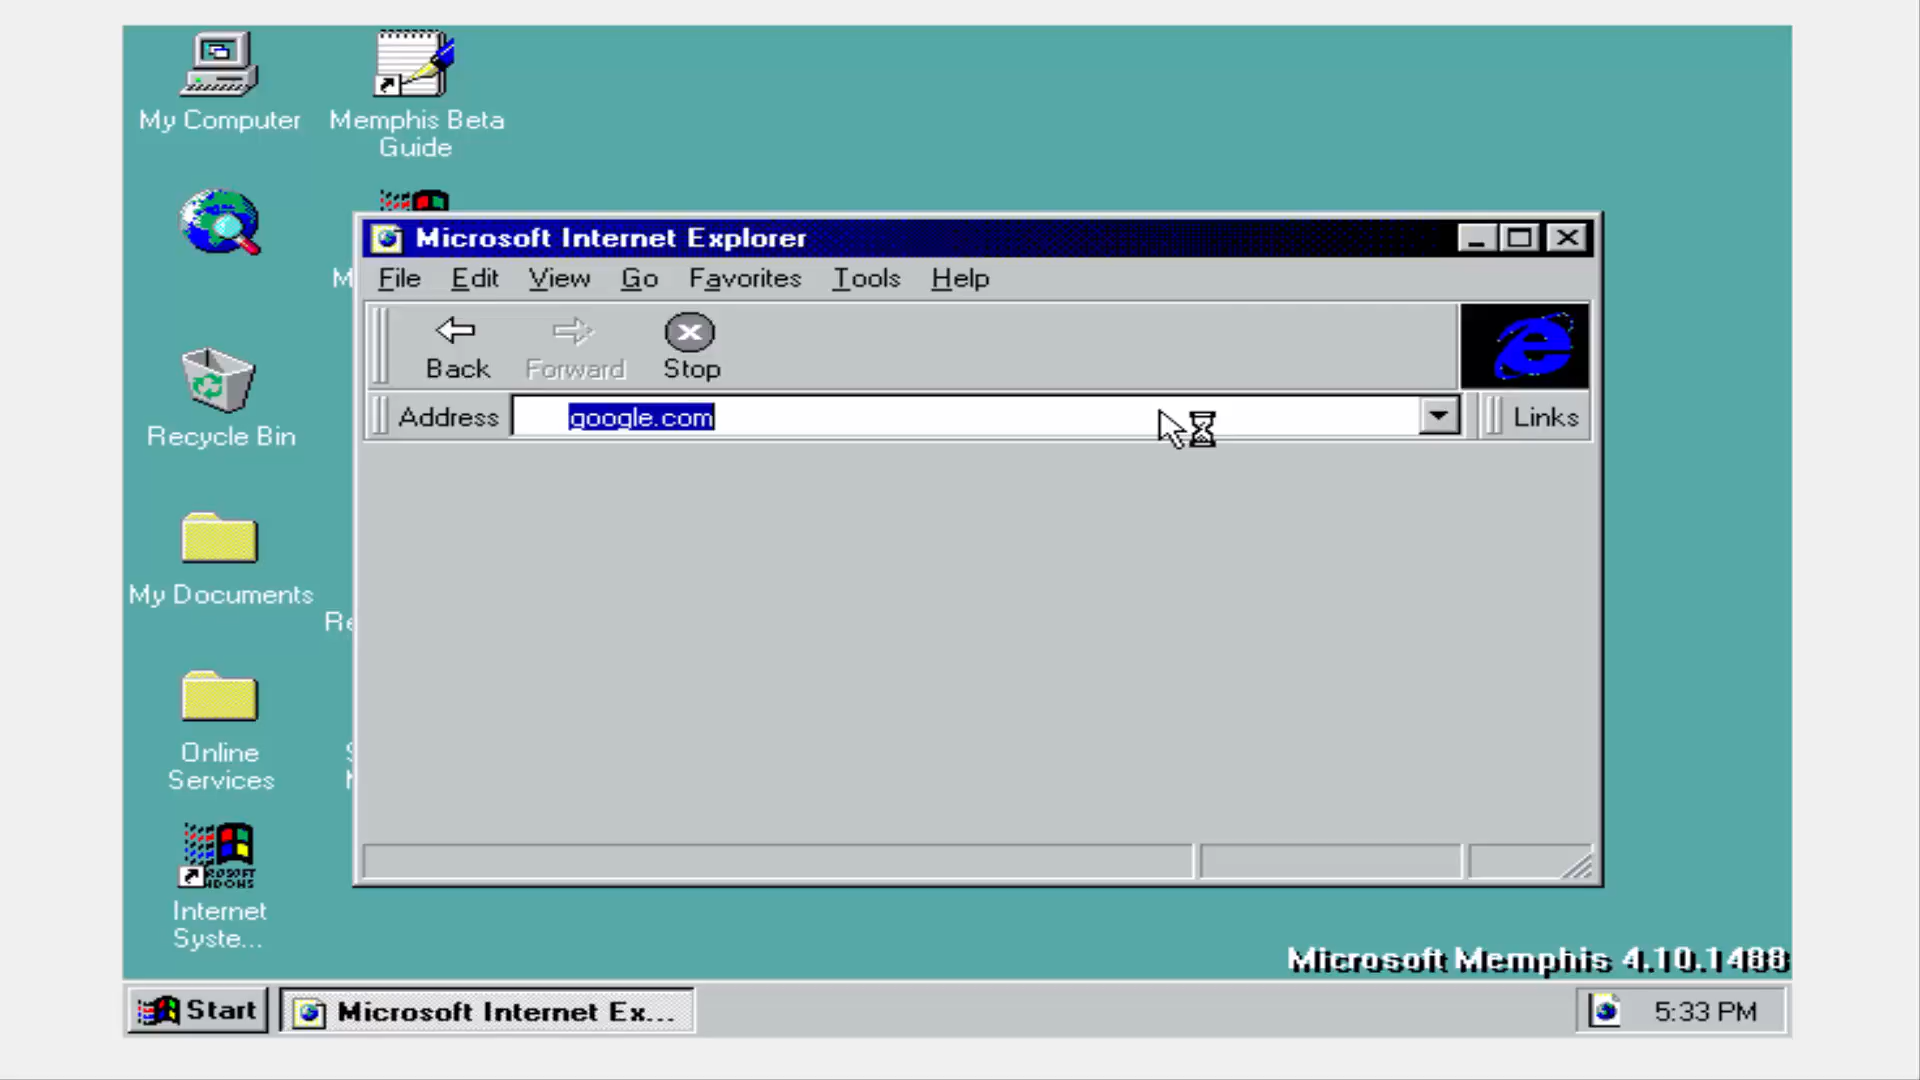 My Computer
Memphis Beta
Guide
Microsoft Internet Explorer
File Edit View Go Favorites Tools Help
Back Forward Stop
Address google.com Links
Recycle Bin
My Documents
Online
Services
Internet
Syste...
Microsoft Memphis 4.10.1488
Start Microsoft Internet Ex... 5:33 PM